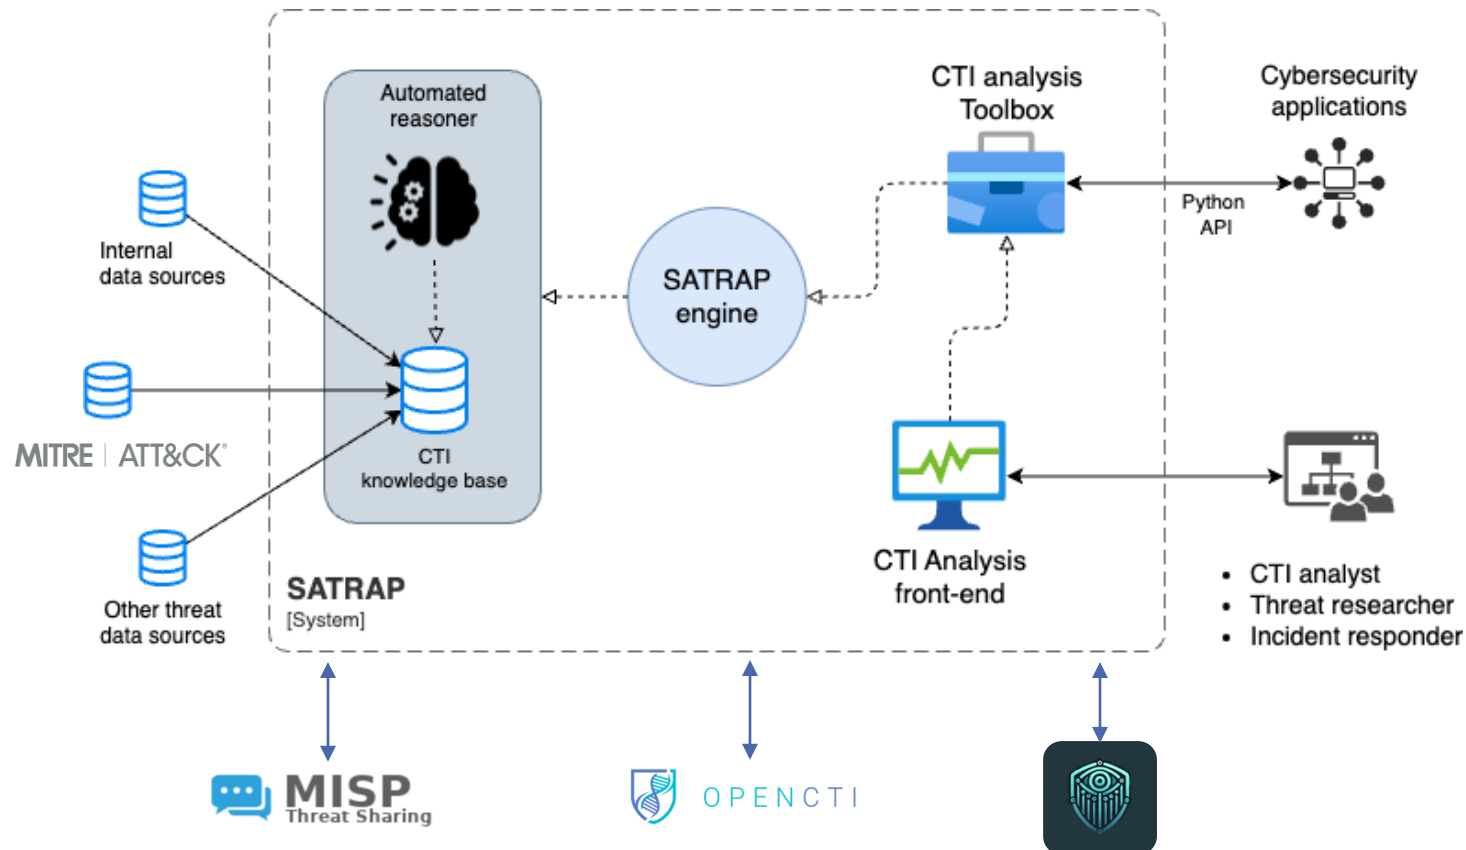 Automated
reasoner
CTI analysis
Toolbox
Cybersecurity
applications
Python
API
Internal
data sources
SATRAP
engine
MITRE | ATT&CK®
CTI
knowledge base
CTI Analysis
front-end
Other threat
data sources
SATRAP
[System]
• CTI analyst
• Threat researcher
• Incident responder
MISP
Threat Sharing
OPENCTI